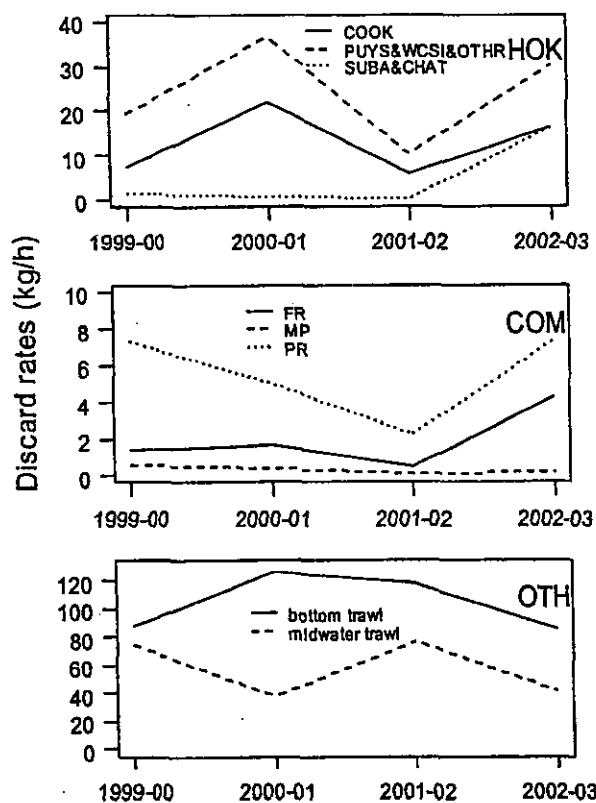 Discard rates (kg/h)
40
30
20
10
0
COOK
PUYS&WCSI&OTHR
SUBA&CHAT
HOK
1999-00 2000-01 2001-02 2002-03
10
8
6
4
2
0
FR
MP
PR
COM
1999-00 2000-01 2001-02 2002-03
120
100
80
60
40
20
0
bottom trawl
midwater trawl
OTH
1999-00 2000-01 2001-02 2002-03